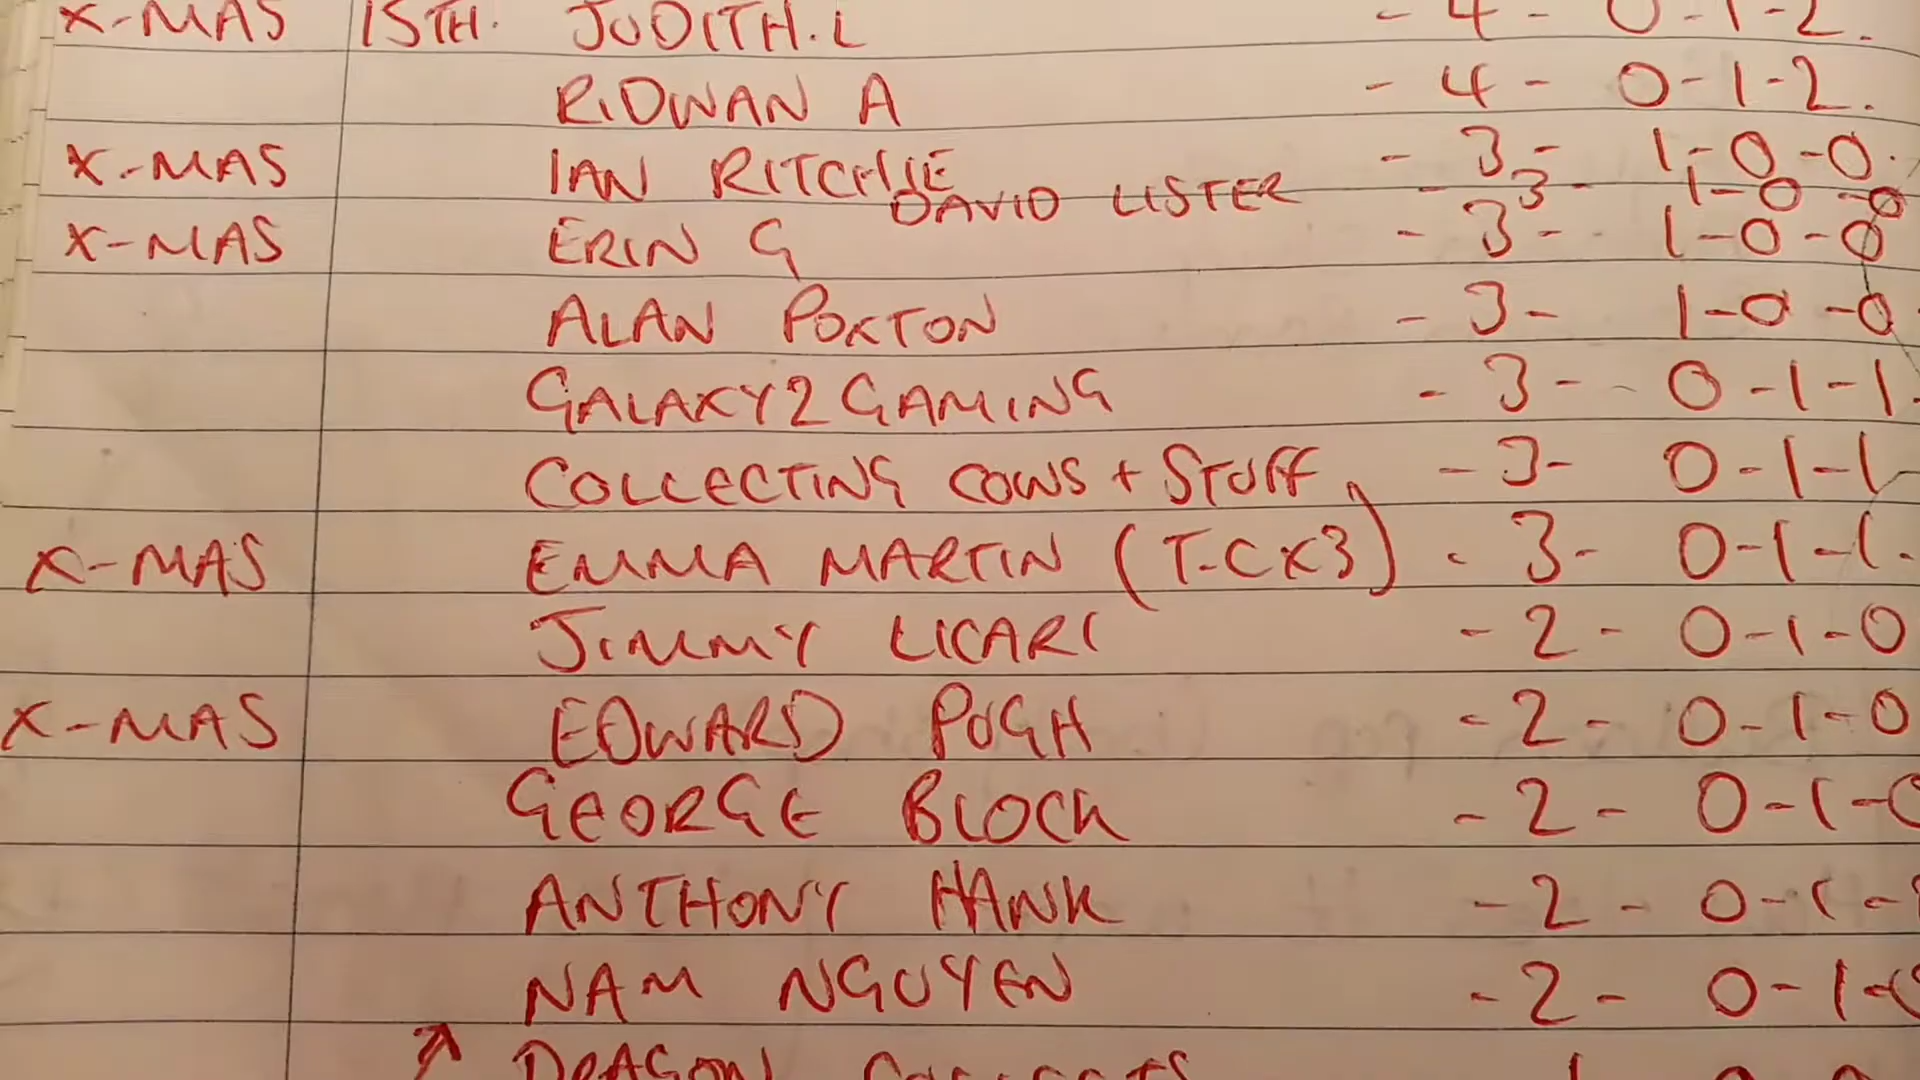 X-MAS 15TH. JUDITH.L - 4 - 0-1-2.
RIDWAN A - 4 - 0-1-2.
X-MAS IAN RITCHIE - 3 - 1-0-0.
DAVID LISTER - 3 - 1-0-0
X-MAS ERIN G - 3 - 1-0-0
ALAN POXTON - 3 - 1-0-0.
GALAXY2GAMING - 3 - 0-1-1.
COLLECTING COWS + STUFF - 3 - 0-1-1
X-MAS EMMA MARTIN (T-CX3) - 3 - 0-1-1.
JIMMY LICARI - 2 - 0-1-0
X-MAS EDWARD PUGH - 2 - 0-1-0
GEORGE BLOCK - 2 - 0-1-0
ANTHONY HAWK - 2 - 0-1-
NAM NGUYEN - 2 - 0-1-0
DRAGON